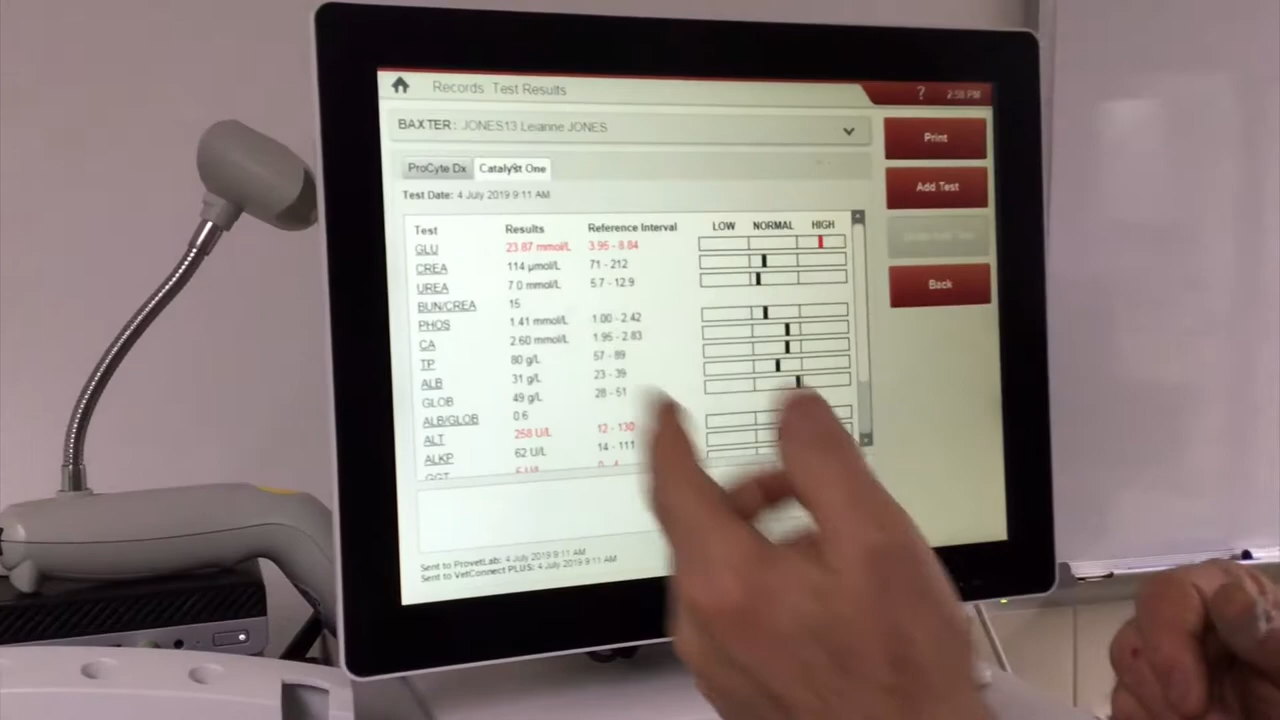 Records Test Results
? 2:58 PM
BAXTER: JONES13 Leianne JONES
Print
ProCyte Dx Catalyst One
Add Test
Test Date: 4 July 2019 9:11 AM
Test Results Reference Interval LOW NORMAL HIGH
GLU 23.87 mmol/L 3.95 - 8.84
CREA 114 µmol/L 71 - 212
UREA 7.0 mmol/L 5.7 - 12.9
Back
BUN/CREA 15
PHOS 1.41 mmol/L 1.00 - 2.42
CA 2.60 mmol/L 1.95 - 2.83
TP 80 g/L 57 - 89
ALB 31 g/L 23 - 39
GLOB 49 g/L 28 - 51
ALB/GLOB 0.6
ALT 258 U/L 12 - 130
ALKP 62 U/L 14 - 111
Sent to ProvetLab: 4 July 2019 9:11 AM
Sent to VetConnect PLUS: 4 July 2019 9:11 AM